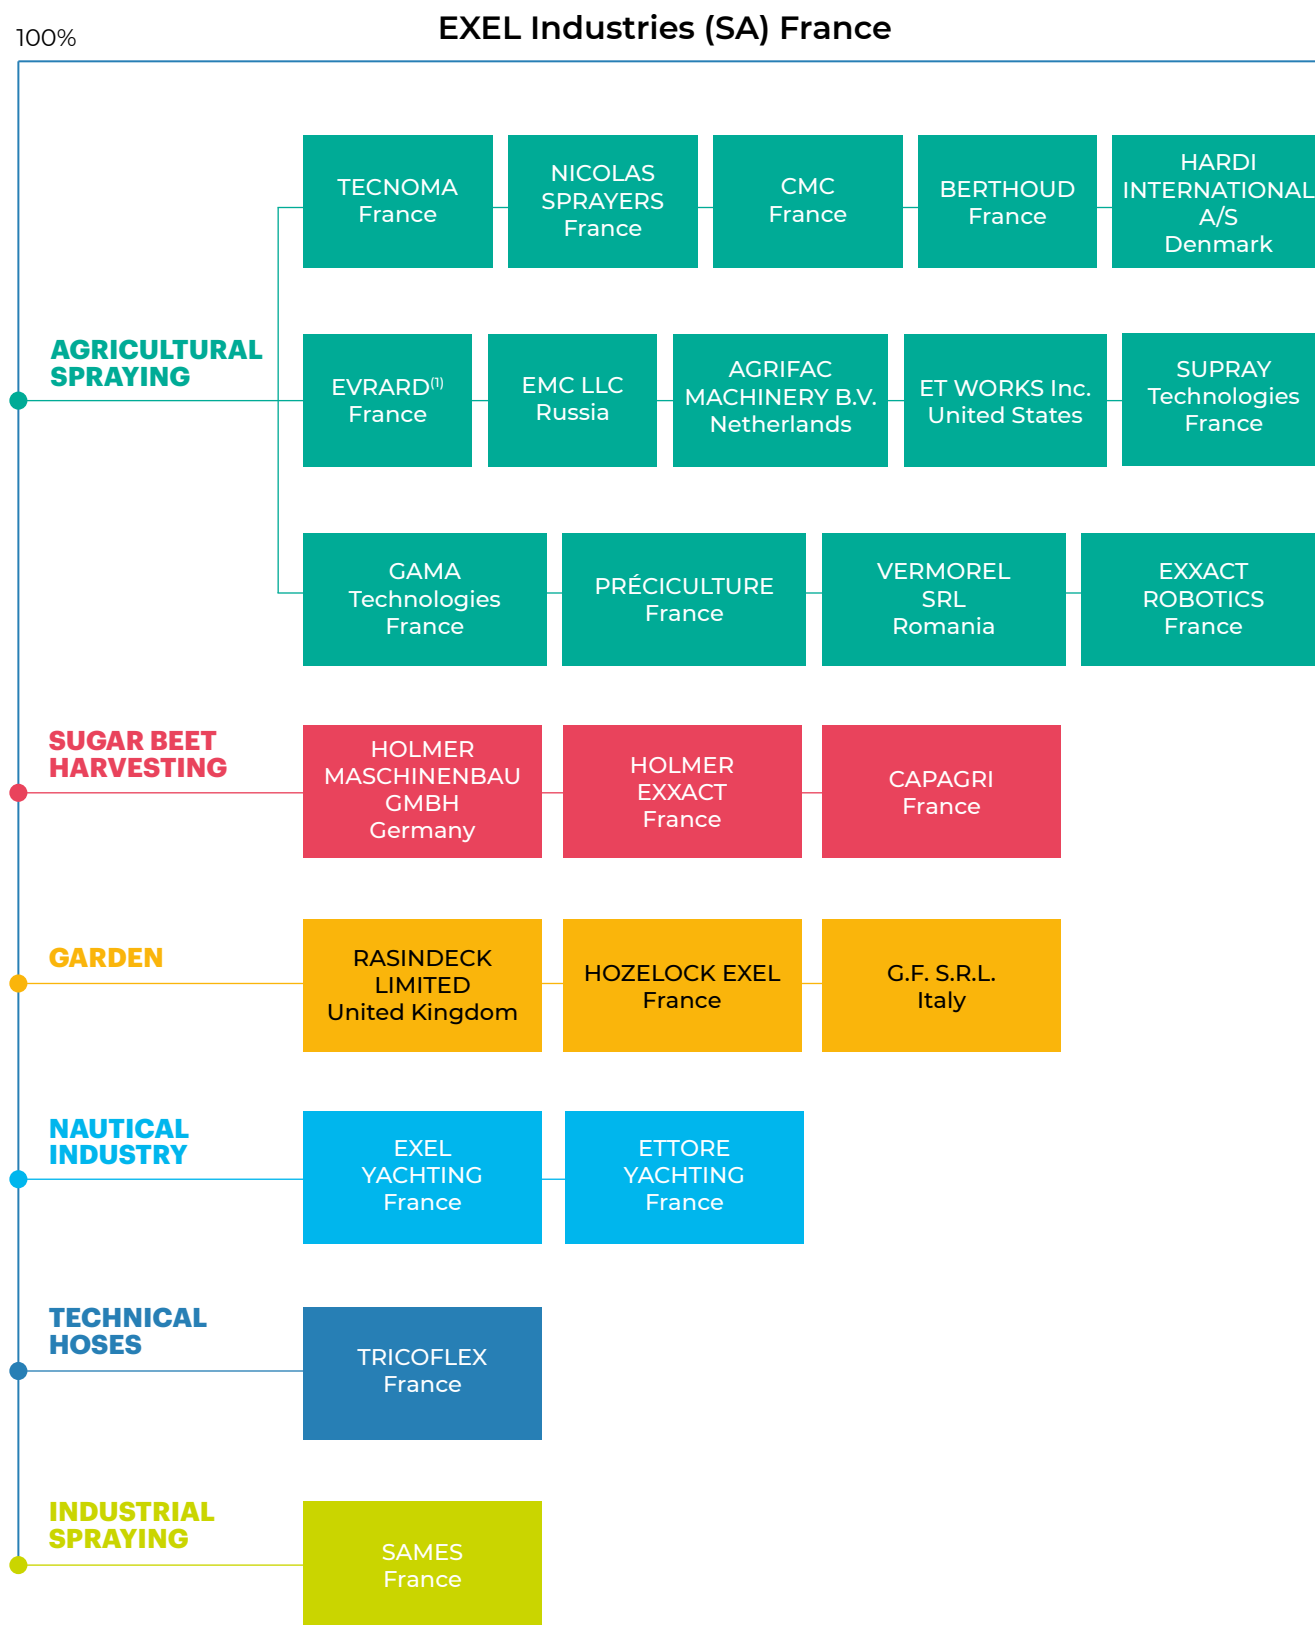 EXEL Industries (SA) France
100%
TECNOMA
France
NICOLAS
SPRAYERS
France
CMC
France
BERTHOUD
France
HARDI
INTERNATIONAL
A/S
Denmark
AGRICULTURAL
SPRAYING
EVRARD(1)
France
EMC LLC
Russia
AGRIFAC
MACHINERY B.V.
Netherlands
ET WORKS Inc.
United States
SUPRAY
Technologies
France
GAMA
Technologies
France
PRÉCICULTURE
France
VERMOREL
SRL
Romania
EXXACT
ROBOTICS
France
SUGAR BEET
HARVESTING
HOLMER
MASCHINENBAU
GMBH
Germany
HOLMER
EXXACT
France
CAPAGRI
France
GARDEN
RASINDECK
LIMITED
United Kingdom
HOZELOCK EXEL
France
G.F. S.R.L.
Italy
NAUTICAL
INDUSTRY
EXEL
YACHTING
France
ETTORE
YACHTING
France
TECHNICAL
HOSES
TRICOFLEX
France
INDUSTRIAL
SPRAYING
SAMES
France